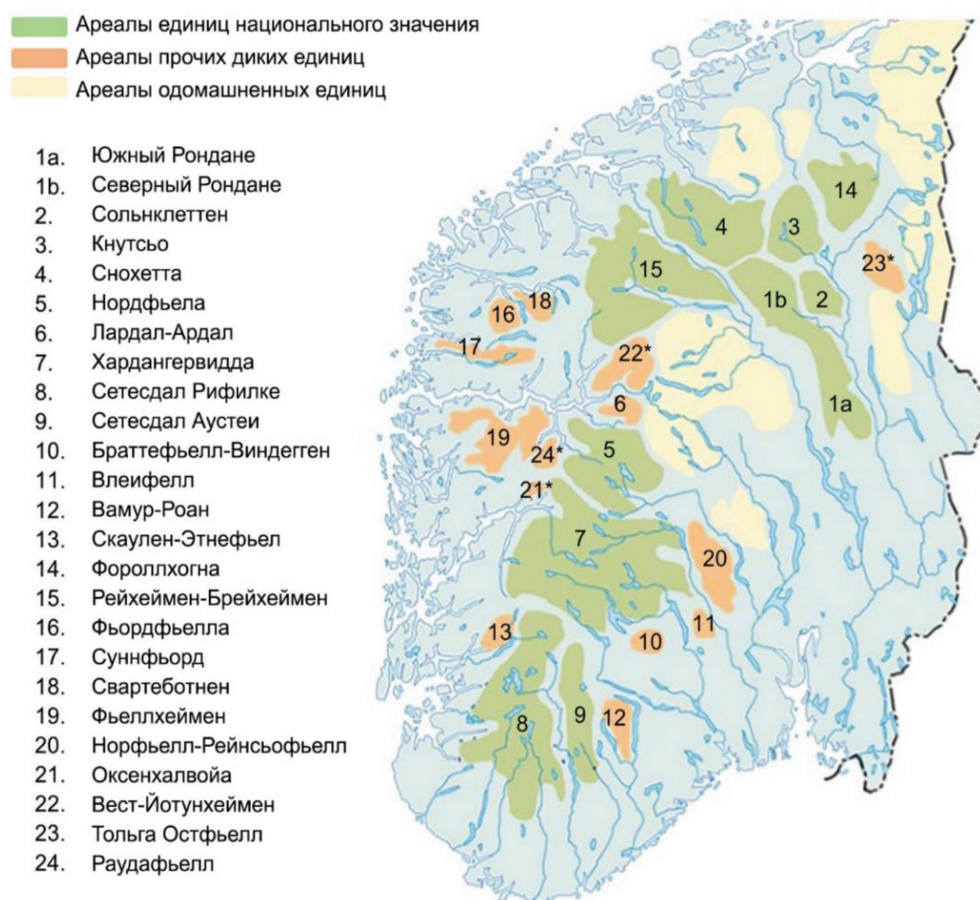 Ареалы единиц национального значения
Ареалы прочих диких единиц
Ареалы одомашненных единиц
1a. Южный Рондане
1b. Северный Рондане
2. Сольнклеттен
3. Кнутсьо
4. Снохетта
5. Нордфьела
6. Лардал-Ардал
7. Хардангервидда
8. Сетесдал Рифилке
9. Сетесдал Аустеи
10. Браттефьелл-Виндегген
11. Влеифелл
12. Вамур-Роан
13. Скаулен-Этнефьел
14. Фороллхогна
15. Рейхеймен-Брейхеймен
16. Фьордфьелла
17. Суннфьорд
18. Свартеботнен
19. Фьеллхеймен
20. Норфьелл-Рейнсьофьелл
21. Оксенхалвойа
22. Вест-Йотунхеймен
23. Тольга Остфьелл
24. Раудафьелл
14
4
3
23*
15
1b
2
18
16
17
22*
6
1a
19
5
24*
21*
7
20
11
13
10
12
9
8